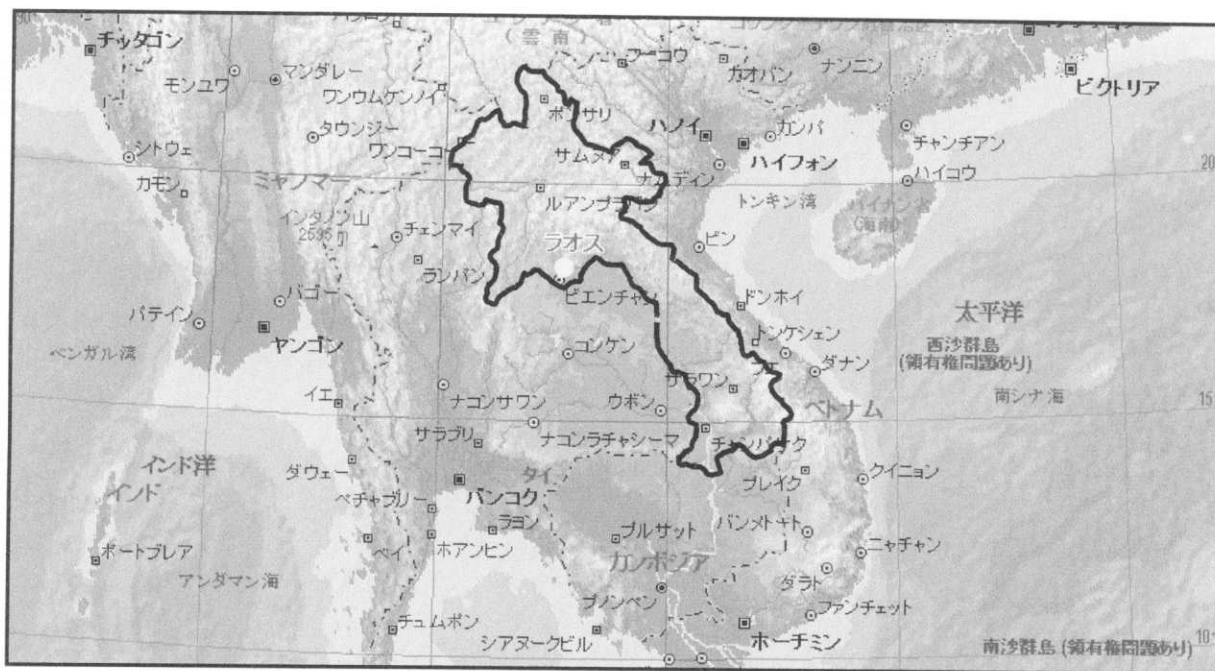 (雲南)
チッタゴン
ナンニン
カオバン
ビクトリア
マンダレー
モンユワ
ワンウムケンノイ
ポンサリ
ハノイ
タウンジー
チャンチアン
ハイフォン
シトウェ
サムヌア
20
ハイコウ
カモン
ミャンマー
ルアンプラバン
トンキン湾
(海南)
インタノン山
2595 m
チェンマイ
ビン
ラオス
ランパン
バゴー
ビエンチャン
ドンホイ
パテイン
太平洋
ヤンゴン
トンケシェン
西沙群島
(領有権問題あり)
ベンガル湾
コンケン
ダナン
サラワン
南シナ海
イエ
ナコンサワン
ウボン
ベトナム
15
サラブリ
ナコンラチャシーマ
チャンパサク
インド洋
インド
ダウェー
タイ
プレイク
クイニョン
バンコク
ペチャブリー
ラヨン
プルサット
バンメトキト
ポートブレア
ベイ
ホアンヒン
カンボジア
ニャチャン
アンダマン海
ダラト
プノンペン
ファンチェット
チュムポン
シアヌークビル
ホーチミン
南沙群島(領有権問題あり)
10